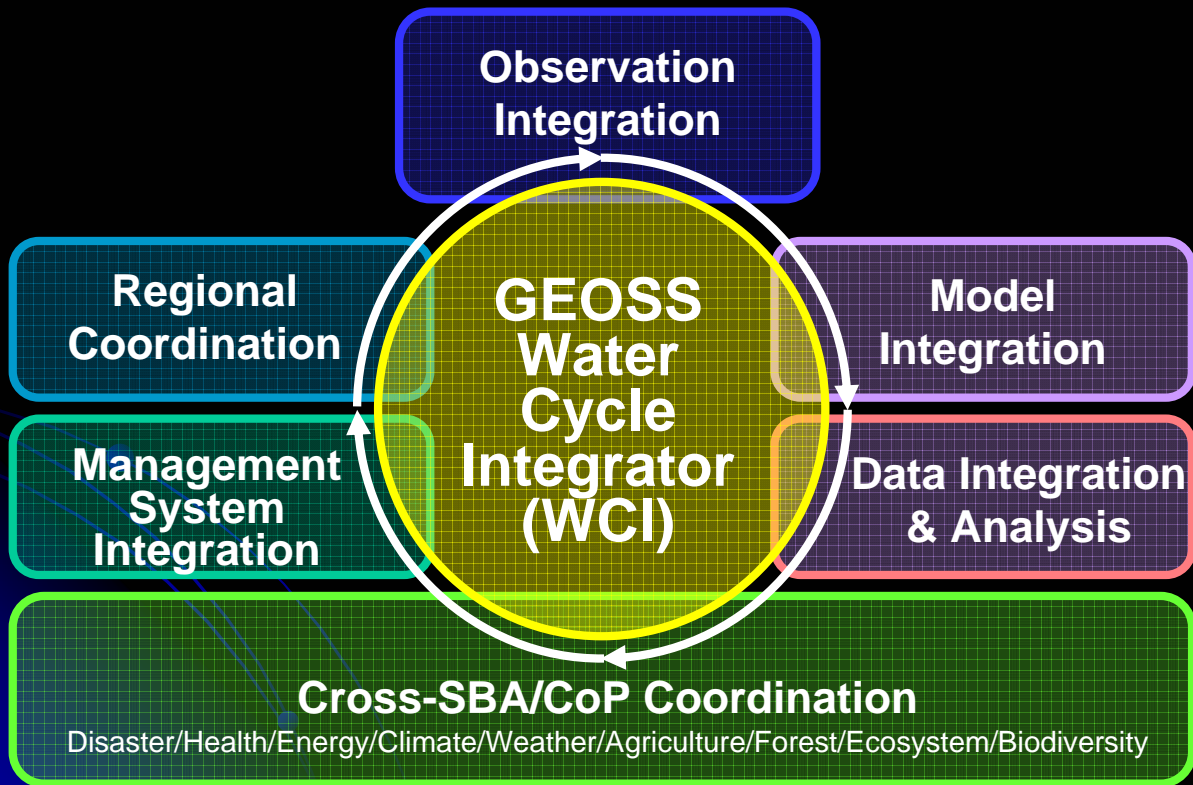 Observation
Integration
Regional
Coordination
GEOSS
Water
Cycle
Integrator
(WCI)
Model
Integration
Management
System
Integration
Data Integration
& Analysis
Cross-SBA/CoP Coordination
Disaster/Health/Energy/Climate/Weather/Agriculture/Forest/Ecosystem/Biodiversity